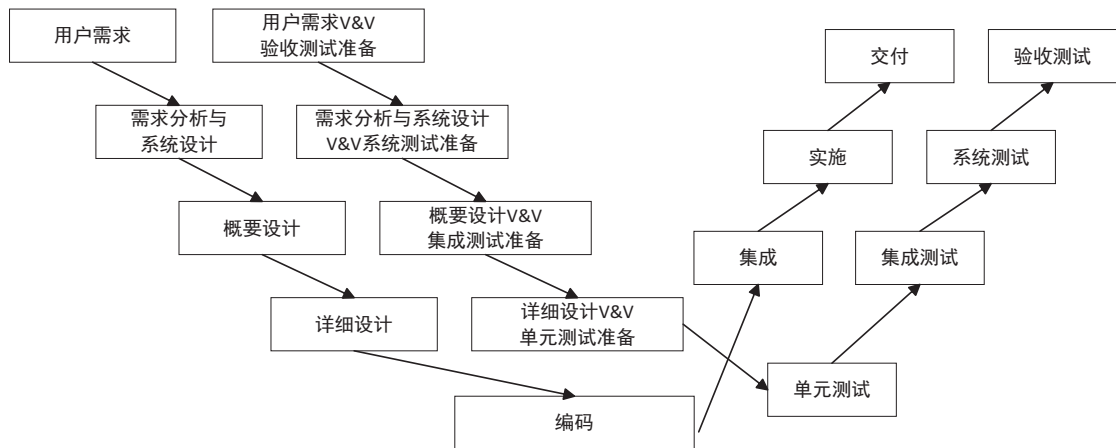 用户需求
用户需求V&V
验收测试准备
交付
验收测试
需求分析与
系统设计
需求分析与系统设计
V&V系统测试准备
实施
系统测试
概要设计
概要设计V&V
集成测试准备
集成
集成测试
详细设计
详细设计V&V
单元测试准备
单元测试
编码